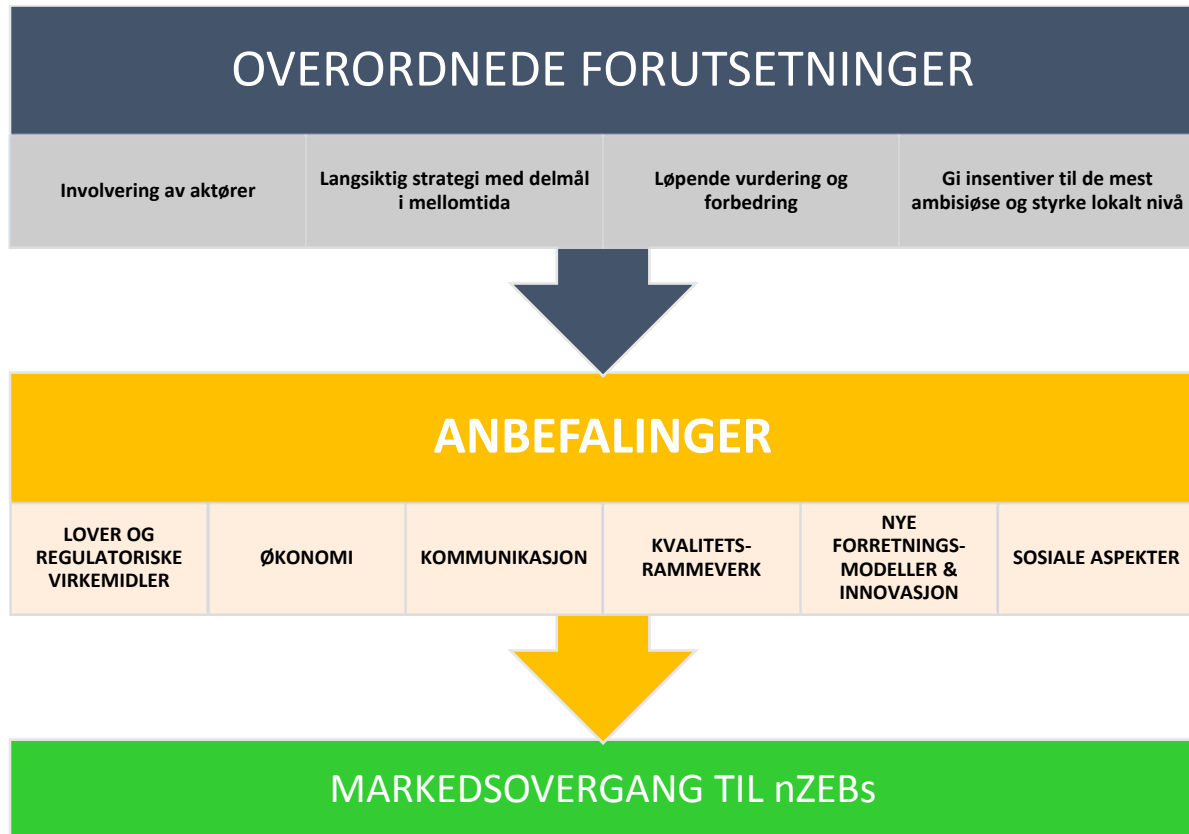 OVERORDNEDE FORUTSETNINGER
Involvering av aktører
Langsiktig strategi med delmål
i mellomtida
Løpende vurdering og
forbedring
Gi insentiver til de mest
ambisiøse og styrke lokalt nivå
ANBEFALINGER
LOVER OG
REGULATORISKE
VIRKEMIDLER
ØKONOMI
KOMMUNIKASJON
KVALITETS-
RAMMEVERK
NYE
FORRETNINGS-
MODELLER &
INNOVASJON
SOSIALE ASPEKTER
MARKEDSOVERGANG TIL nZEBs